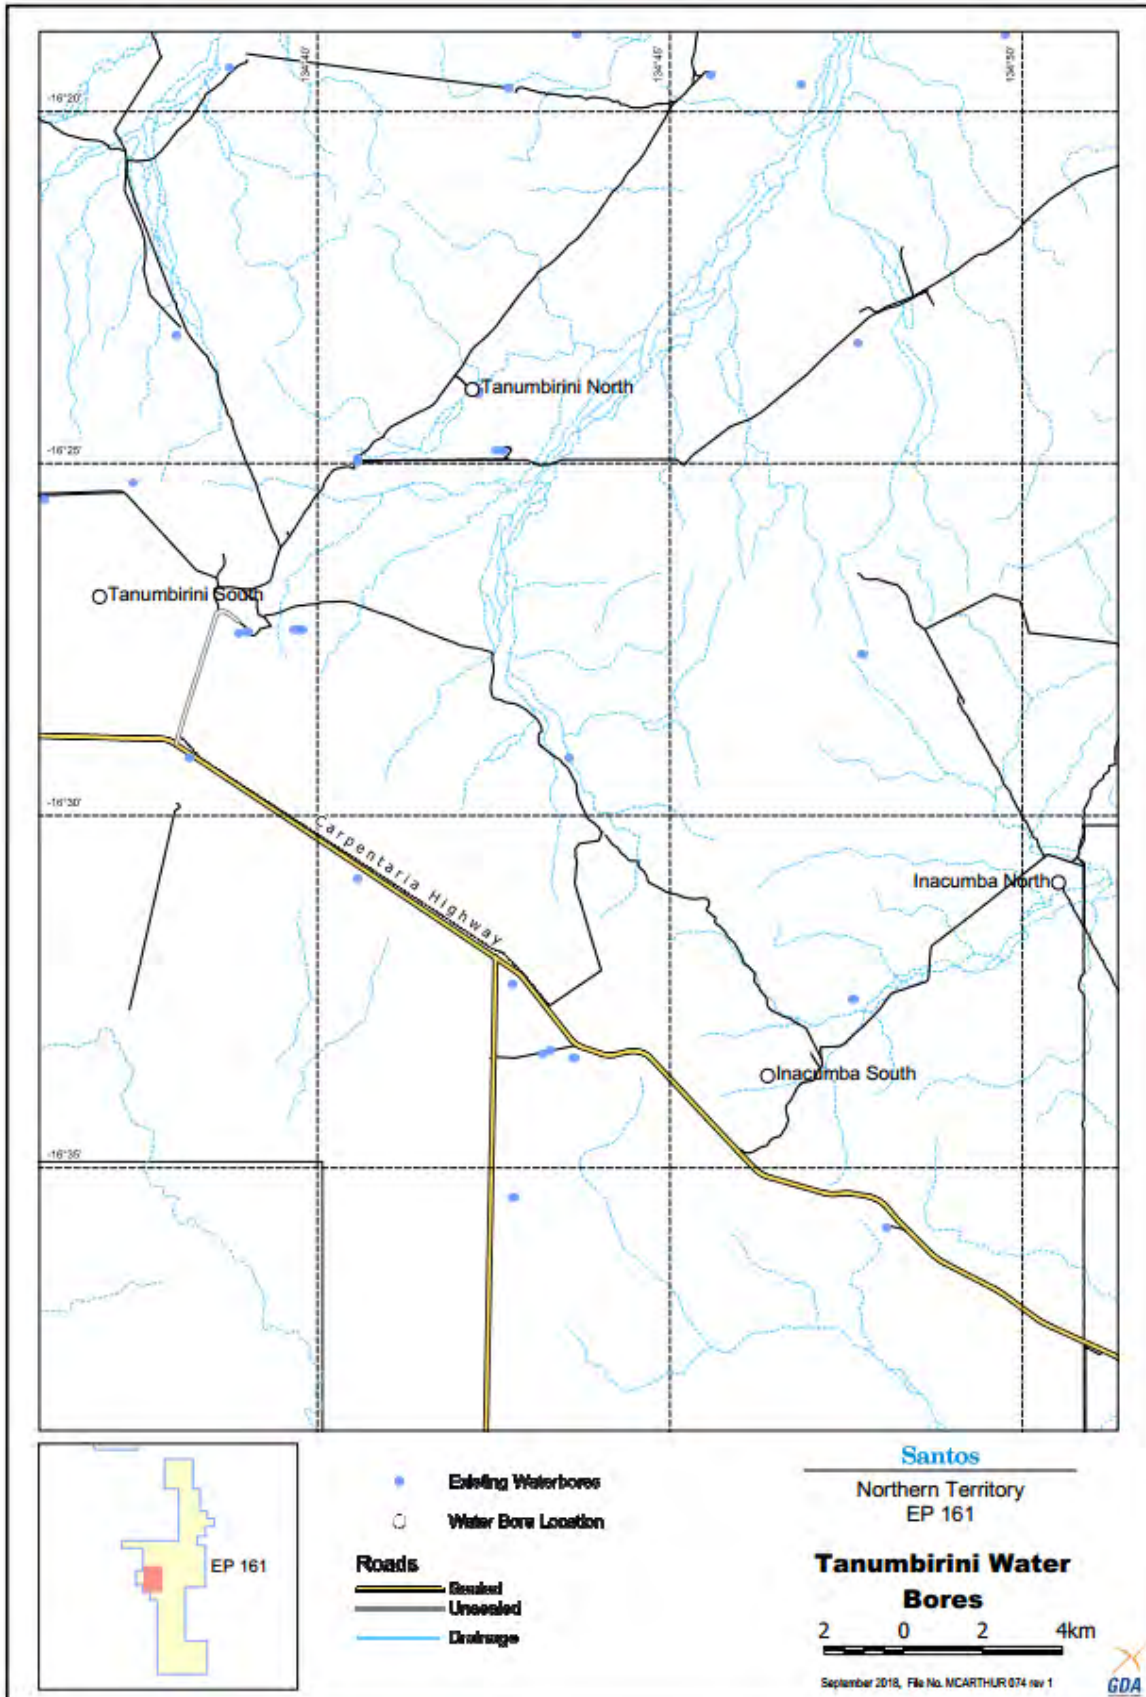 134°40'
134°45'
134°50'
-16°20'
Tanumbirini North
-16°25'
Tanumbirini South
-16°30'
Carpentaria Highway
Inacumba North
Inacumba South
-16°35'
EP 161
Existing Waterbores
Water Bore Location
Roads
Sealed
Unsealed
Drainage
Santos
Northern Territory
EP 161
Tanumbirini Water
Bores
2 0 2 4km
September 2018, File No. MCARTHUR 074 rev 1
GDA